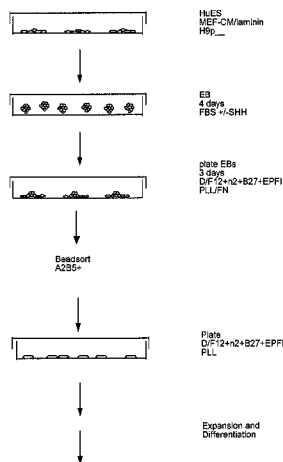 HuES
MEF-CM/laminin
H9p__
EB
4 days
FBS +/-SHH
plate EBs
3 days
D/F12+n2+B27+EPFI
PLL/FN
Beadsort
A2B5+
Plate
D/F12+n2+B27+EPFI
PLL
Expansion and
Differentiation